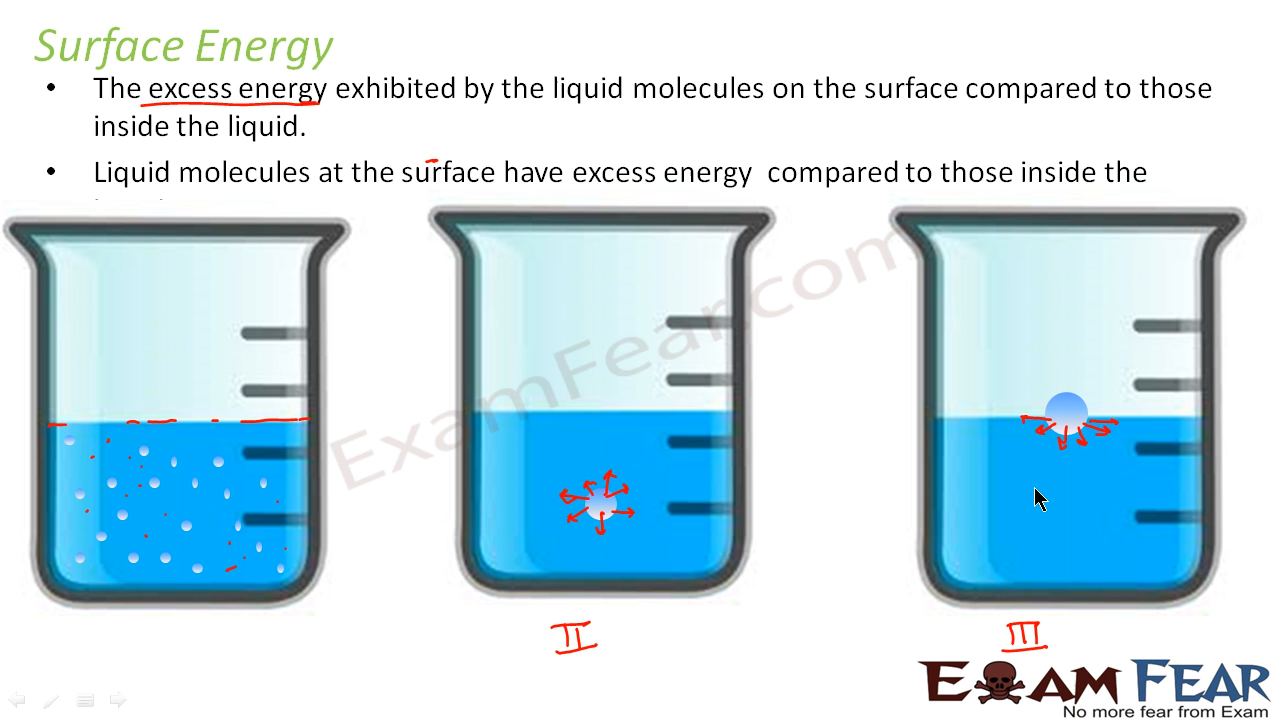 Surface Energy
• The excess energy exhibited by the liquid molecules on the surface compared to those
inside the liquid.
• Liquid molecules at the surface have excess energy compared to those inside the
ExamFear.com
II
III
EXAM FEAR
No more fear from Exam